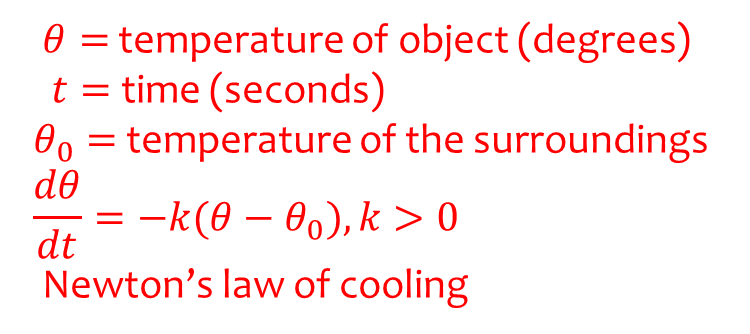 θ = temperature of object (degrees)
t = time (seconds)
θ₀ = temperature of the surroundings
dθ/dt = −k(θ − θ₀), k > 0
Newton’s law of cooling